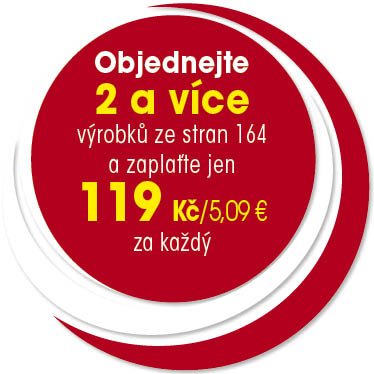 Objednejte
2 a více
výrobků ze stran 164
a zaplaťte jen
119 Kč/5,09 €
za každý